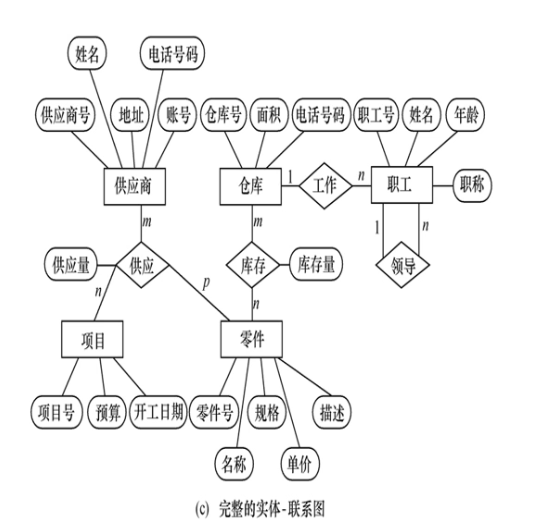 姓名
电话号码
供应商号
地址
账号
仓库号
面积
电话号码
职工号
姓名
年龄
供应商
仓库
1
工作
n
职工
职称
m
m
1
n
供应量
供应
库存
库存量
领导
n
p
n
项目
零件
项目号
预算
开工日期
零件号
规格
描述
名称
单价
(c) 完整的实体-联系图